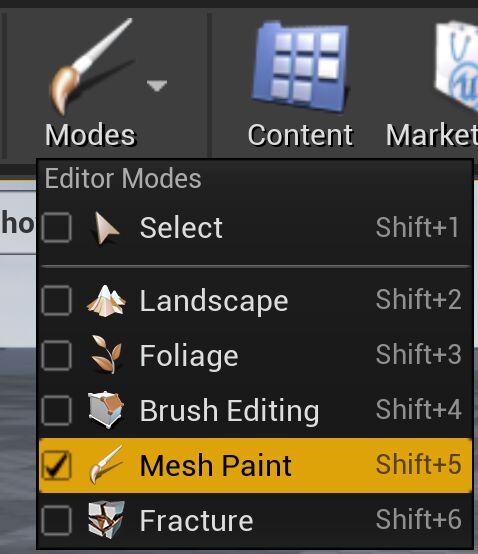 Modes Content Market
Editor Modes
Select Shift+1
Landscape Shift+2
Foliage Shift+3
Brush Editing Shift+4
Mesh Paint Shift+5
Fracture Shift+6